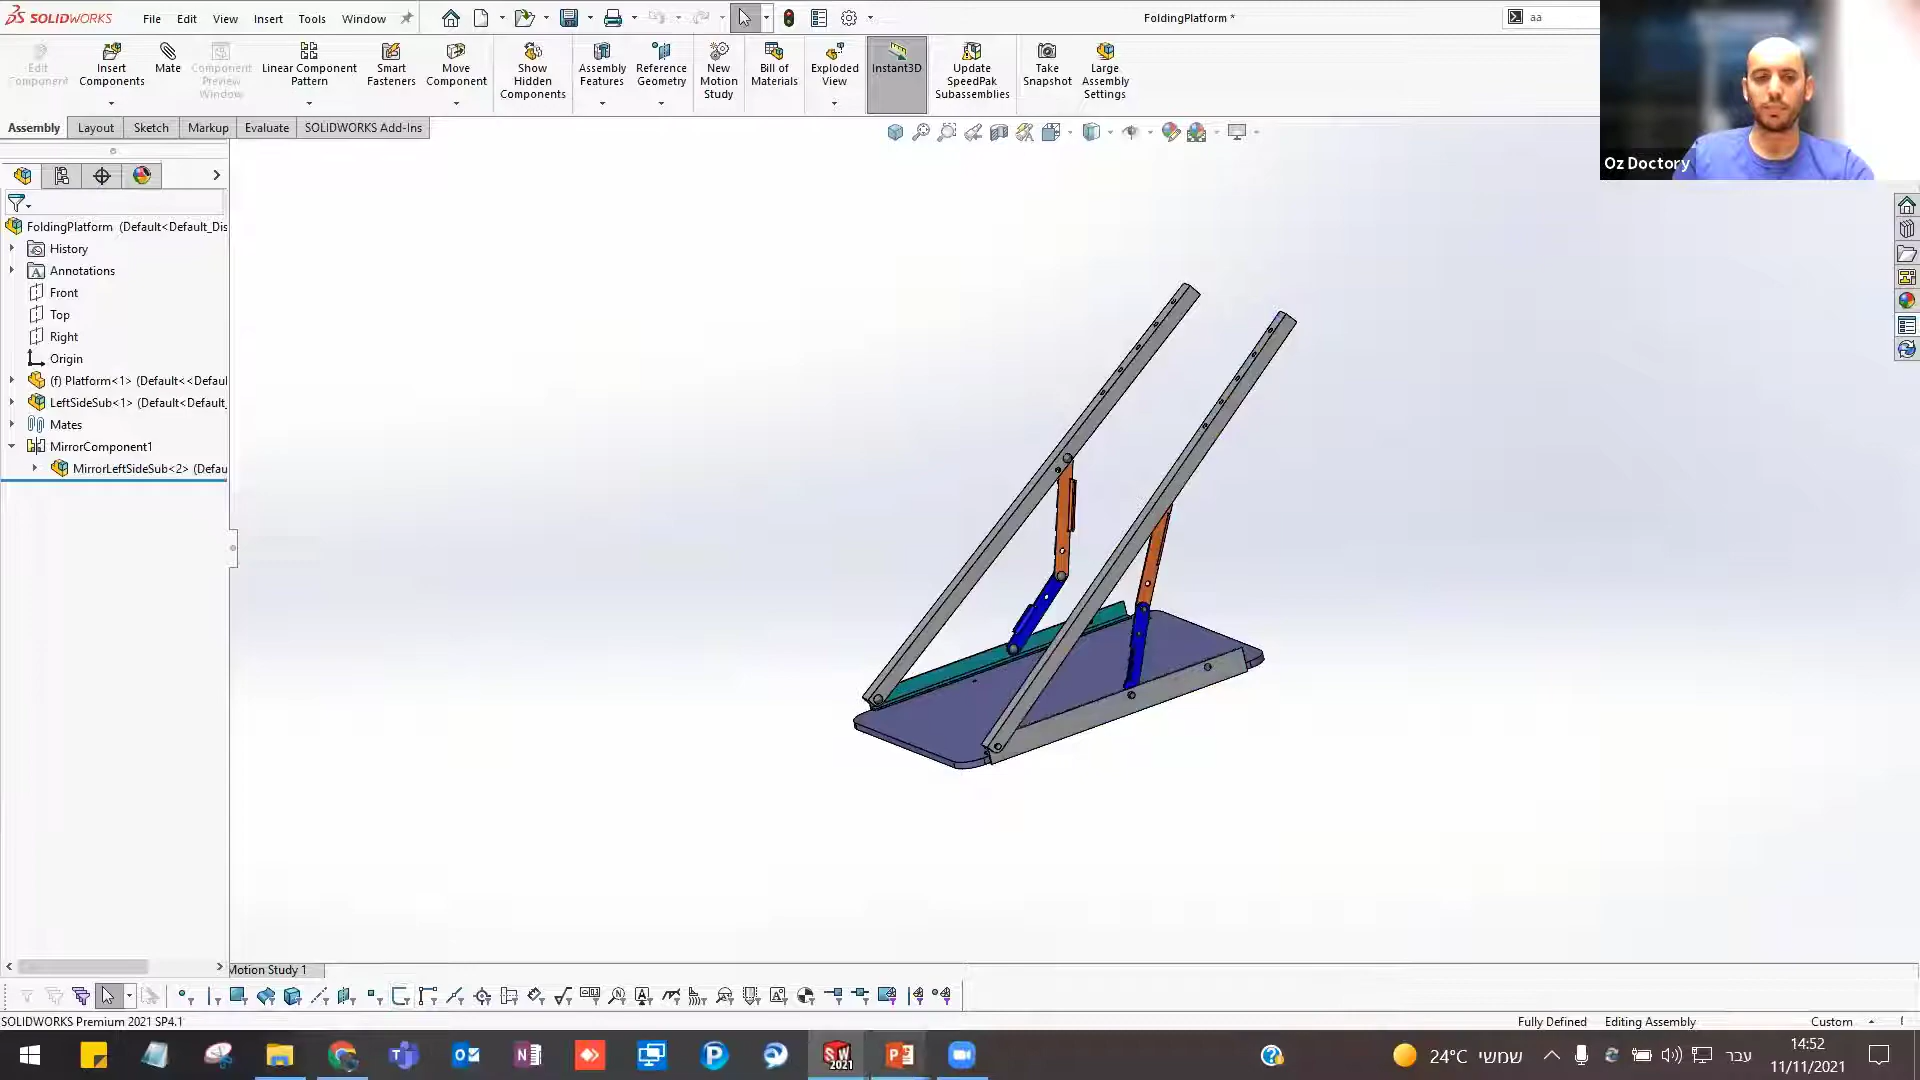 SOLIDWORKS
File
Edit
View
Insert
Tools
Window
FoldingPlatform *
aa
Edit
Component
Insert
Components
Mate
Component
Preview
Window
Linear Component
Pattern
Smart
Fasteners
Move
Component
Show
Hidden
Components
Assembly
Features
Reference
Geometry
New
Motion
Study
Bill of
Materials
Exploded
View
Instant3D
Update
SpeedPak
Subassemblies
Take
Snapshot
Large
Assembly
Settings
Assembly
Layout
Sketch
Markup
Evaluate
SOLIDWORKS Add-Ins
Oz Doctory
FoldingPlatform (Default<Default_Dis
History
Annotations
Front
Top
Right
Origin
(f) Platform<1> (Default<<Defaul
LeftSideSub<1> (Default<Default_
Mates
MirrorComponent1
MirrorLeftSideSub<2> (Defau
Motion Study 1
SOLIDWORKS Premium 2021 SP4.1
Fully Defined
Editing Assembly
Custom
SW
2021
24°C שמשי
עבר
14:52
11/11/2021